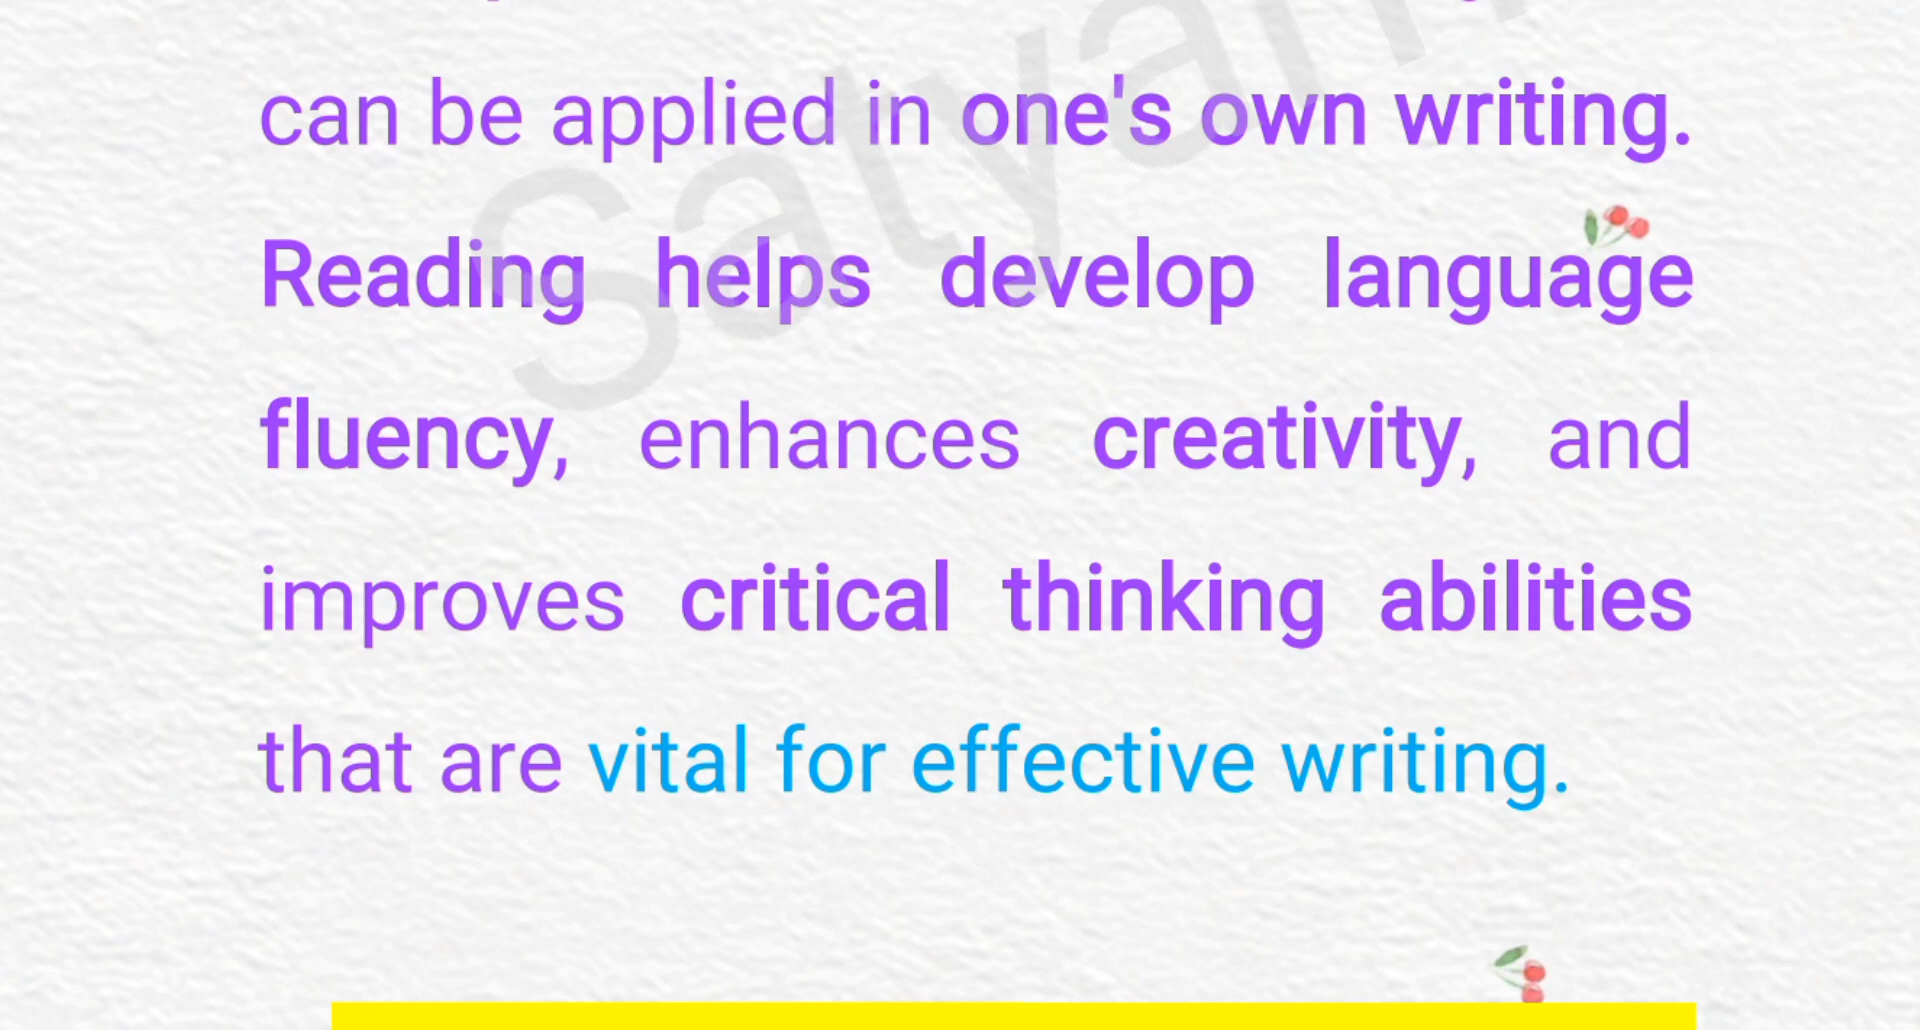 can be applied in one's own writing.
Reading helps develop language
fluency, enhances creativity, and
improves critical thinking abilities
that are vital for effective writing.